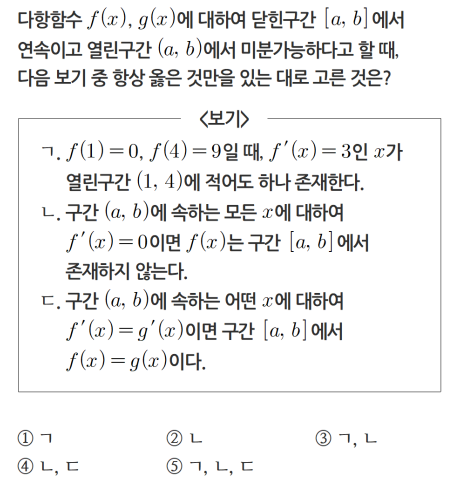 다항함수 f(x), g(x)에 대하여 닫힌구간 [a, b]에서
연속이고 열린구간 (a, b)에서 미분가능하다고 할 때,
다음 보기 중 항상 옳은 것만을 있는 대로 고른 것은?
<보기>
ㄱ. f(1)=0, f(4)=9일 때, f′(x)=3인 x가
열린구간 (1, 4)에 적어도 하나 존재한다.
ㄴ. 구간 (a, b)에 속하는 모든 x에 대하여
f′(x)=0이면 f(x)는 구간 [a, b]에서
존재하지 않는다.
ㄷ. 구간 (a, b)에 속하는 어떤 x에 대하여
f′(x)=g′(x)이면 구간 [a, b]에서
f(x)=g(x)이다.
① ㄱ ② ㄴ ③ ㄱ, ㄴ
④ ㄴ, ㄷ ⑤ ㄱ, ㄴ, ㄷ